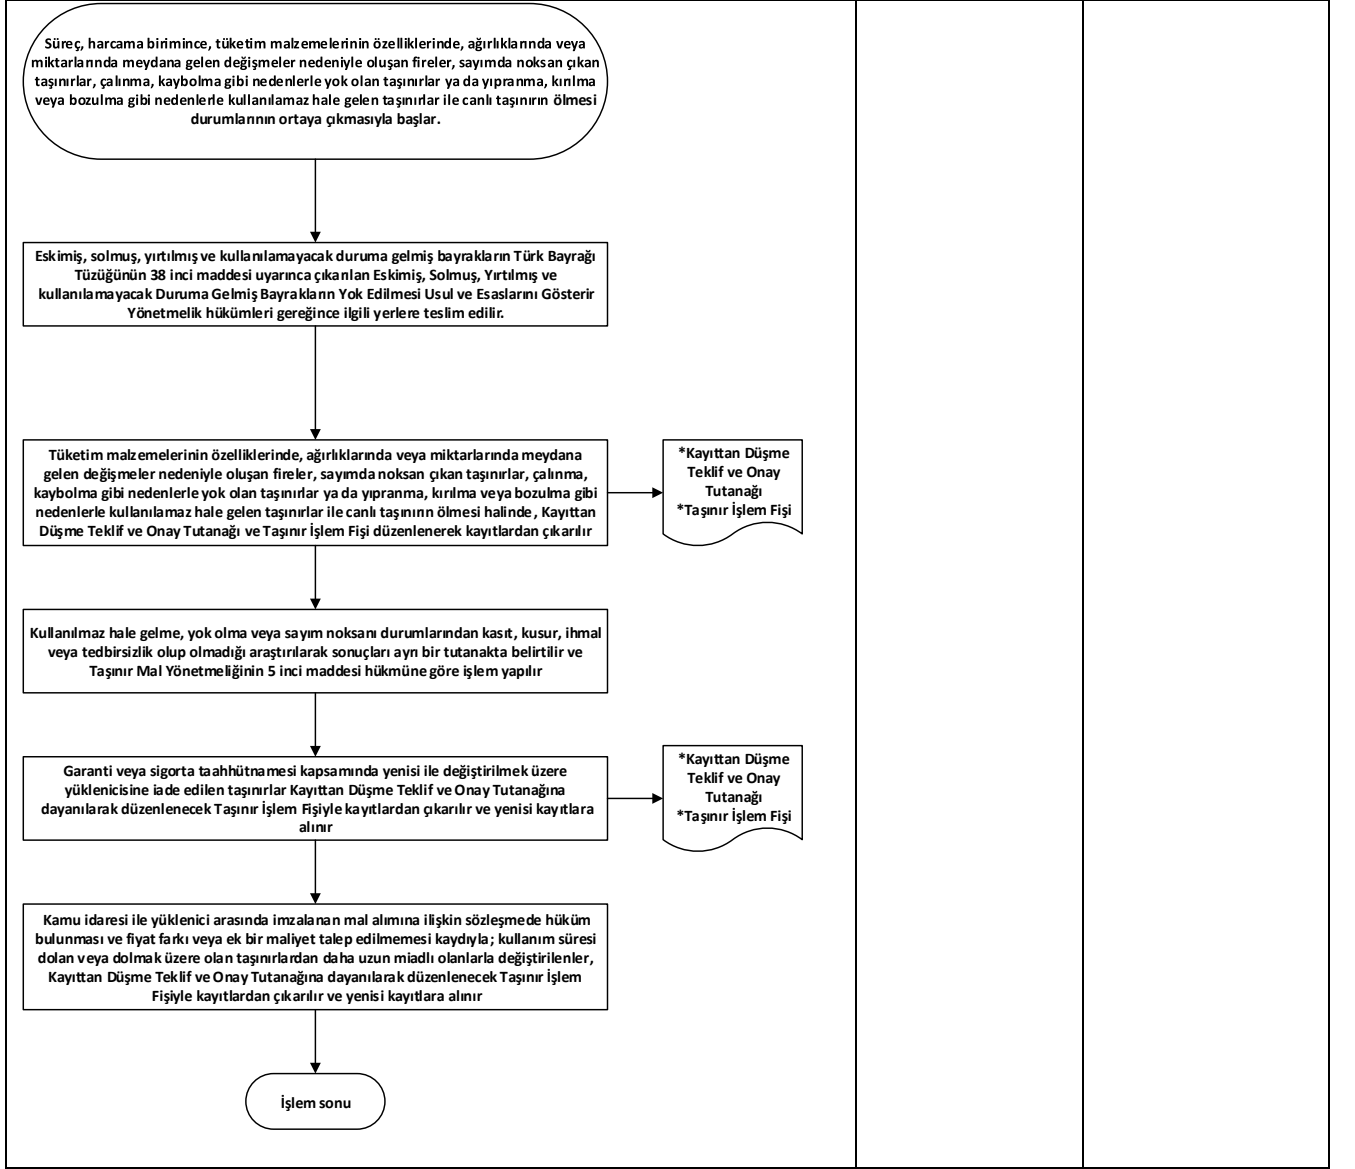 Süreç, harcama birimince, tüketim malzemelerinin özelliklerinde, ağırlıklarında veya
miktarlarında meydana gelen değişmeler nedeniyle oluşan fireler, sayımda noksan çıkan
taşınırlar, çalınma, kaybolma gibi nedenlerle yok olan taşınırlar ya da yıpranma, kırılma
veya bozulma gibi nedenlerle kullanılamaz hale gelen taşınırlar ile canlı taşınırın ölmesi
durumlarının ortaya çıkmasıyla başlar.
Eskimiş, solmuş, yırtılmış ve kullanılamayacak duruma gelmiş bayrakların Türk Bayrağı
Tüzüğünün 38 inci maddesi uyarınca çıkarılan Eskimiş, Solmuş, Yırtılmış ve
kullanılamayacak Duruma Gelmiş Bayrakların Yok Edilmesi Usul ve Esaslarını Gösterir
Yönetmelik hükümleri gereğince ilgili yerlere teslim edilir.
Tüketim malzemelerinin özelliklerinde, ağırlıklarında veya miktarlarında meydana
gelen değişmeler nedeniyle oluşan fireler, sayımda noksan çıkan taşınırlar, çalınma,
kaybolma gibi nedenlerle yok olan taşınırlar ya da yıpranma, kırılma veya bozulma gibi
nedenlerle kullanılamaz hale gelen taşınırlar ile canlı taşınırın ölmesi halinde, Kayıttan
Düşme Teklif ve Onay Tutanağı ve Taşınır İşlem Fişi düzenlenerek kayıtlardan çıkarılır
*Kayıttan Düşme
Teklif ve Onay
Tutanağı
*Taşınır İşlem Fişi
Kullanılmaz hale gelme, yok olma veya sayım noksanı durumlarından kasıt, kusur, ihmal
veya tedbirsizlik olup olmadığı araştırılarak sonuçları ayrı bir tutanakta belirtilir ve
Taşınır Mal Yönetmeliğinin 5 inci maddesi hükmüne göre işlem yapılır
Garanti veya sigorta taahhütnamesi kapsamında yenisi ile değiştirilmek üzere
yüklenicisine iade edilen taşınırlar Kayıttan Düşme Teklif ve Onay Tutanağına
dayanılarak düzenlenecek Taşınır İşlem Fişiyle kayıtlardan çıkarılır ve yenisi kayıtlara
alınır
*Kayıttan Düşme
Teklif ve Onay
Tutanağı
*Taşınır İşlem Fişi
Kamu idaresi ile yüklenici arasında imzalanan mal alımına ilişkin sözleşmede hüküm
bulunması ve fiyat farkı veya ek bir maliyet talep edilmemesi kaydıyla; kullanım süresi
dolan veya dolmak üzere olan taşınırlardan daha uzun miadlı olanlarla değiştirilenler,
Kayıttan Düşme Teklif ve Onay Tutanağına dayanılarak düzenlenecek Taşınır İşlem
Fişiyle kayıtlardan çıkarılır ve yenisi kayıtlara alınır
İşlem sonu